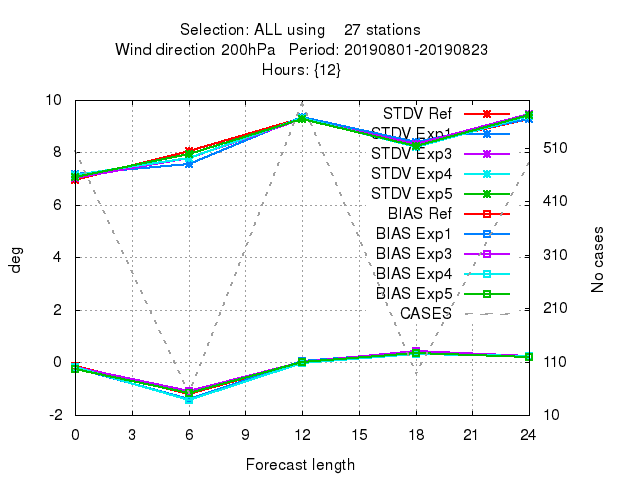 Selection: ALL using 27 stations
Wind direction 200hPa Period: 20190801-20190823
Hours: {12}
10
8
6
4
2
0
-2
deg
STDV Ref
STDV Exp1
STDV Exp3
STDV Exp4
STDV Exp5
BIAS Ref
BIAS Exp1
BIAS Exp3
BIAS Exp4
BIAS Exp5
CASES
510
410
310
210
110
10
No cases
0 3 6 9 12 15 18 21 24
Forecast length